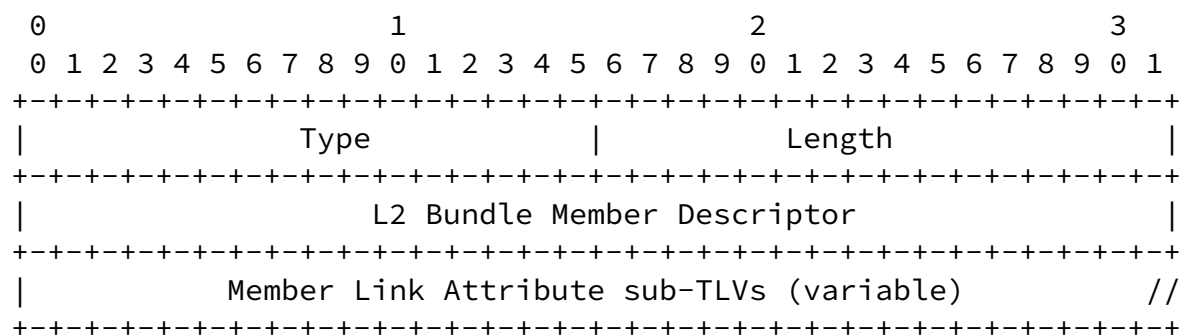 0                   1                   2                   3
 0 1 2 3 4 5 6 7 8 9 0 1 2 3 4 5 6 7 8 9 0 1 2 3 4 5 6 7 8 9 0 1
+-+-+-+-+-+-+-+-+-+-+-+-+-+-+-+-+-+-+-+-+-+-+-+-+-+-+-+-+-+-+-+-+
|               Type            |          Length               |
+-+-+-+-+-+-+-+-+-+-+-+-+-+-+-+-+-+-+-+-+-+-+-+-+-+-+-+-+-+-+-+-+
|                   L2 Bundle Member Descriptor                 |
+-+-+-+-+-+-+-+-+-+-+-+-+-+-+-+-+-+-+-+-+-+-+-+-+-+-+-+-+-+-+-+-+
|           Member Link Attribute sub-TLVs (variable)          //
+-+-+-+-+-+-+-+-+-+-+-+-+-+-+-+-+-+-+-+-+-+-+-+-+-+-+-+-+-+-+-+-+